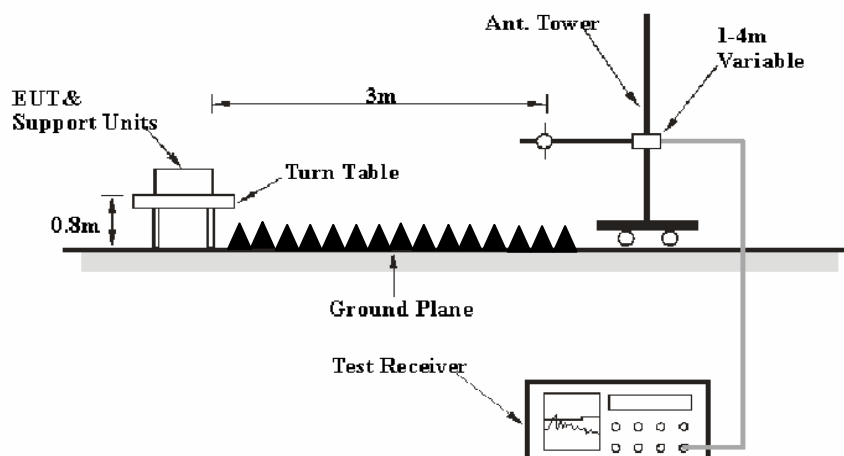 Ant. Tower
1-4m
Variable
3m
EUT&
Support Units
Turn Table
0.8m
Ground Plane
Test Receiver